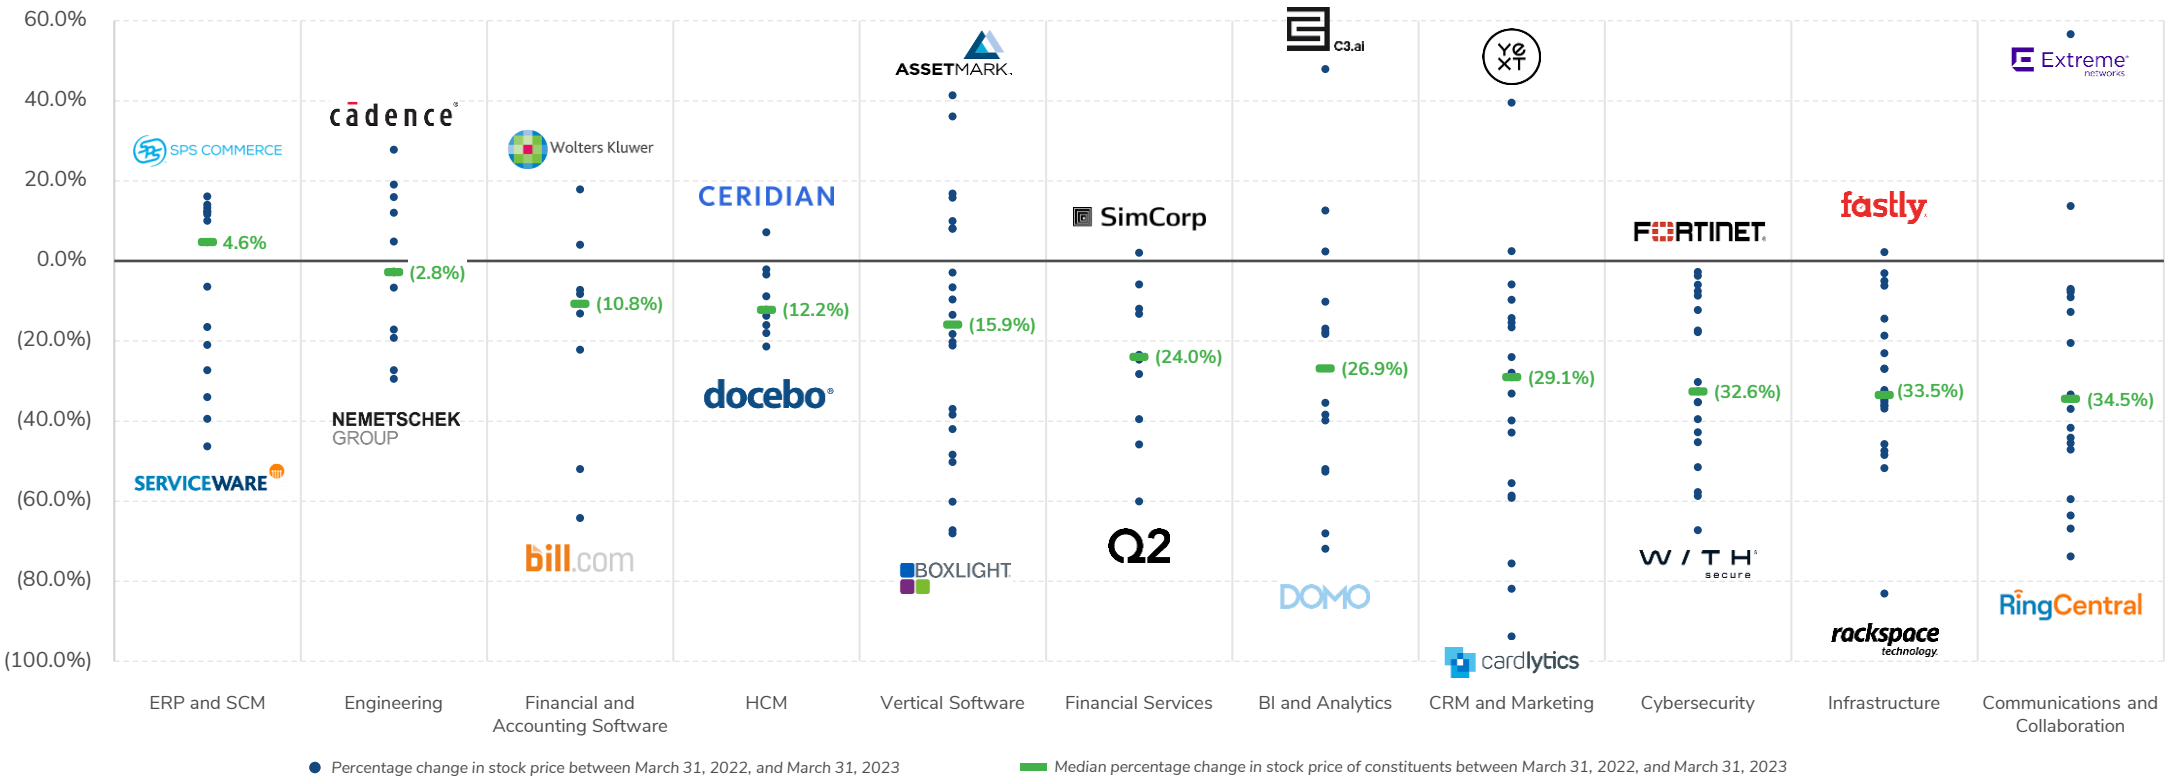 60.0%
40.0%
20.0%
0.0%
(20.0%)
(40.0%)
(60.0%)
(80.0%)
(100.0%)
SPS COMMERCE
4.6%
SERVICEWARE
cādence®
(2.8%)
NEMETSCHEK
GROUP
Wolters Kluwer
(10.8%)
bill.com
CERIDIAN
(12.2%)
docebo®
ASSETMARK.
(15.9%)
BOXLIGHT
SimCorp
(24.0%)
Q2
C3.ai
(26.9%)
DOMO
yext
(29.1%)
cardlytics
FORTINET®
(32.6%)
W/TH
secure
fastly
(33.5%)
rackspace
technology.
Extreme
networks
(34.5%)
RingCentral
ERP and SCM
Engineering
Financial and
Accounting Software
HCM
Vertical Software
Financial Services
BI and Analytics
CRM and Marketing
Cybersecurity
Infrastructure
Communications and
Collaboration
Percentage change in stock price between March 31, 2022, and March 31, 2023
Median percentage change in stock price of constituents between March 31, 2022, and March 31, 2023